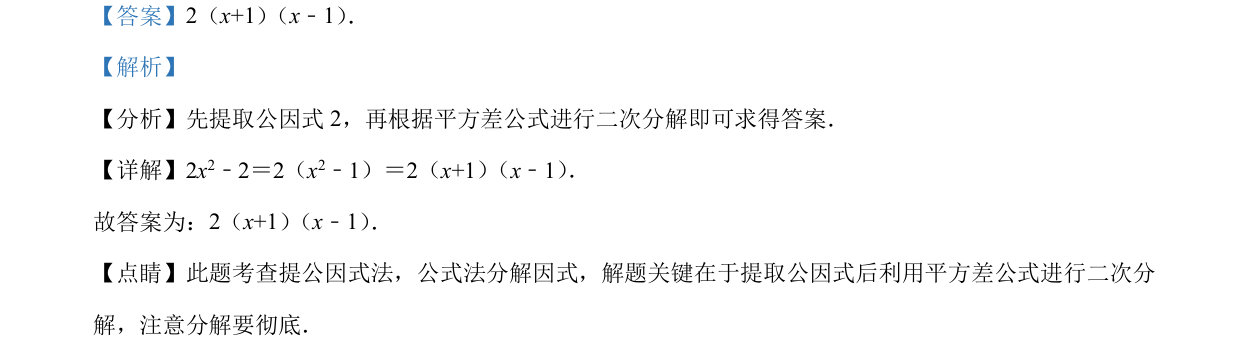 【答案】2（x+1）（x﹣1）.
【解析】
【分析】先提取公因式 2，再根据平方差公式进行二次分解即可求得答案.
【详解】2x²﹣2＝2（x²﹣1）＝2（x+1）（x﹣1）.
故答案为：2（x+1）（x﹣1）.
【点睛】此题考查提公因式法，公式法分解因式，解题关键在于提取公因式后利用平方差公式进行二次分
解，注意分解要彻底.